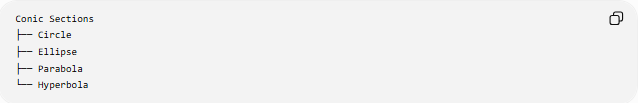 Conic Sections
├── Circle
├── Ellipse
├── Parabola
└── Hyperbola